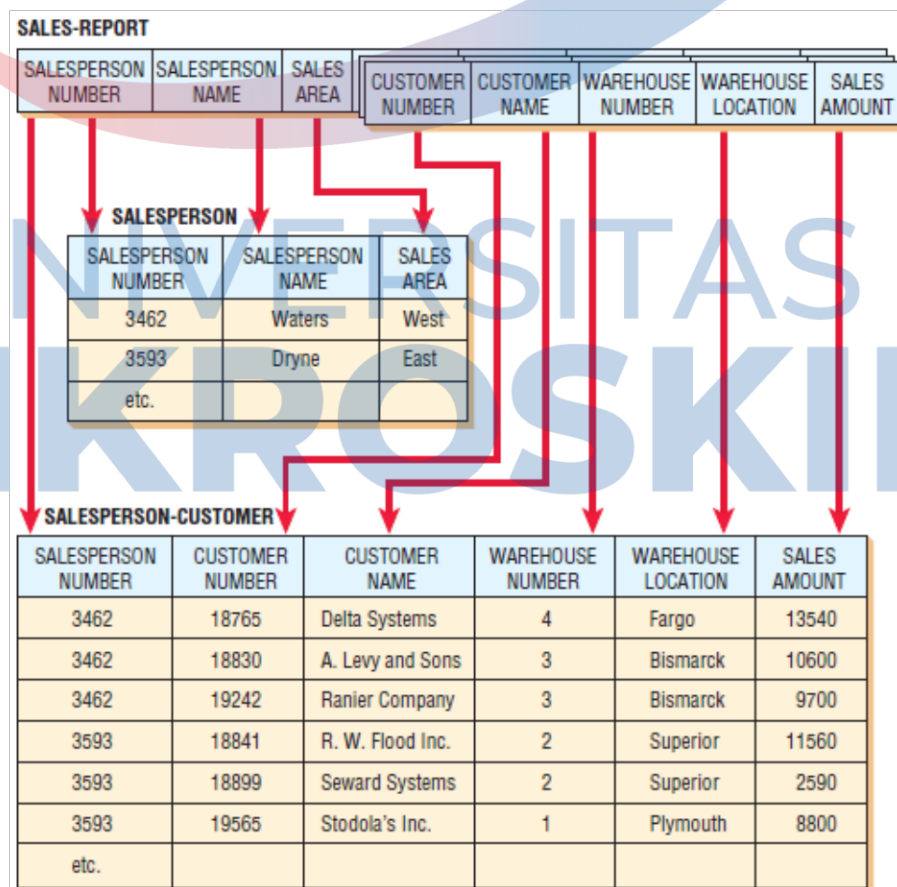 SALES-REPORT
SALESPERSON NUMBER SALESPERSON NAME SALES AREA CUSTOMER NUMBER CUSTOMER NAME WAREHOUSE NUMBER WAREHOUSE LOCATION SALES AMOUNT
SALESPERSON
SALESPERSON NUMBER SALESPERSON NAME SALES AREA
3462 Waters West
3593 Dryne East
etc.
SALESPERSON-CUSTOMER
SALESPERSON NUMBER CUSTOMER NUMBER CUSTOMER NAME WAREHOUSE NUMBER WAREHOUSE LOCATION SALES AMOUNT
3462 18765 Delta Systems 4 Fargo 13540
3462 18830 A. Levy and Sons 3 Bismarck 10600
3462 19242 Ranier Company 3 Bismarck 9700
3593 18841 R. W. Flood Inc. 2 Superior 11560
3593 18899 Seward Systems 2 Superior 2590
3593 19565 Stodola's Inc. 1 Plymouth 8800
etc.
NIVERSITAS
KROSKI